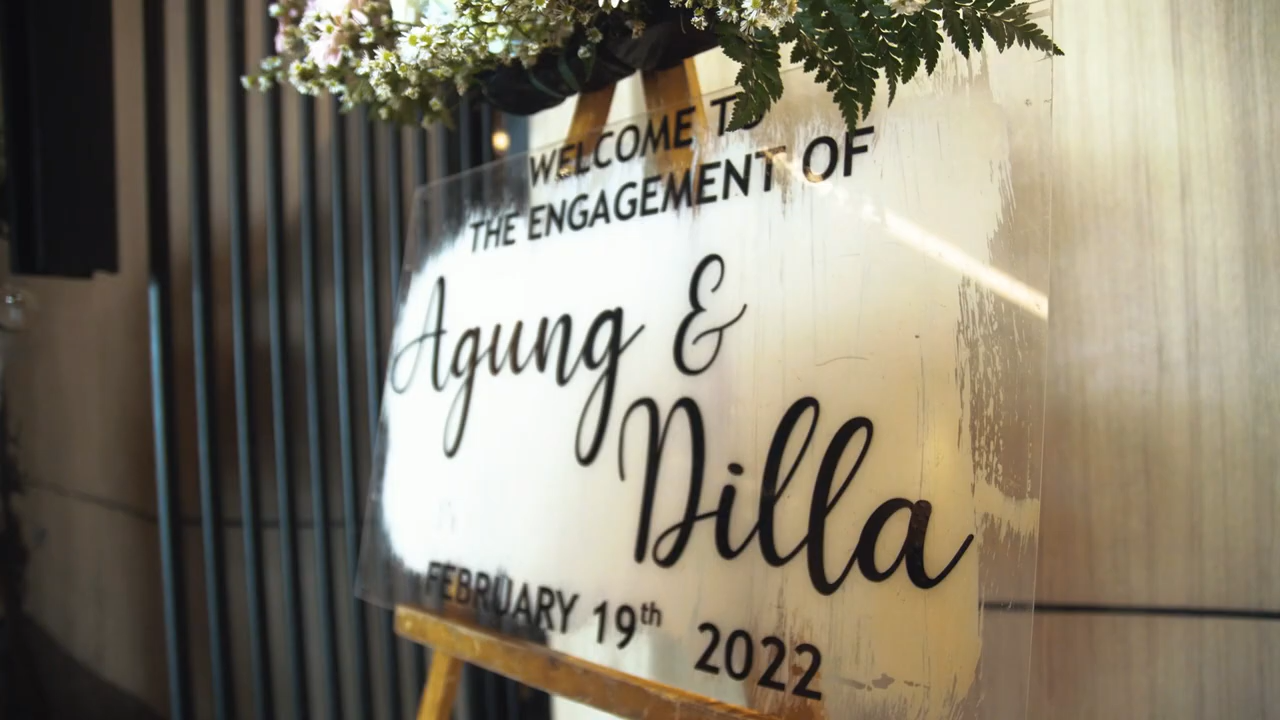 WELCOME TO
THE ENGAGEMENT OF
Agung &
Dilla
FEBRUARY 19th 2022